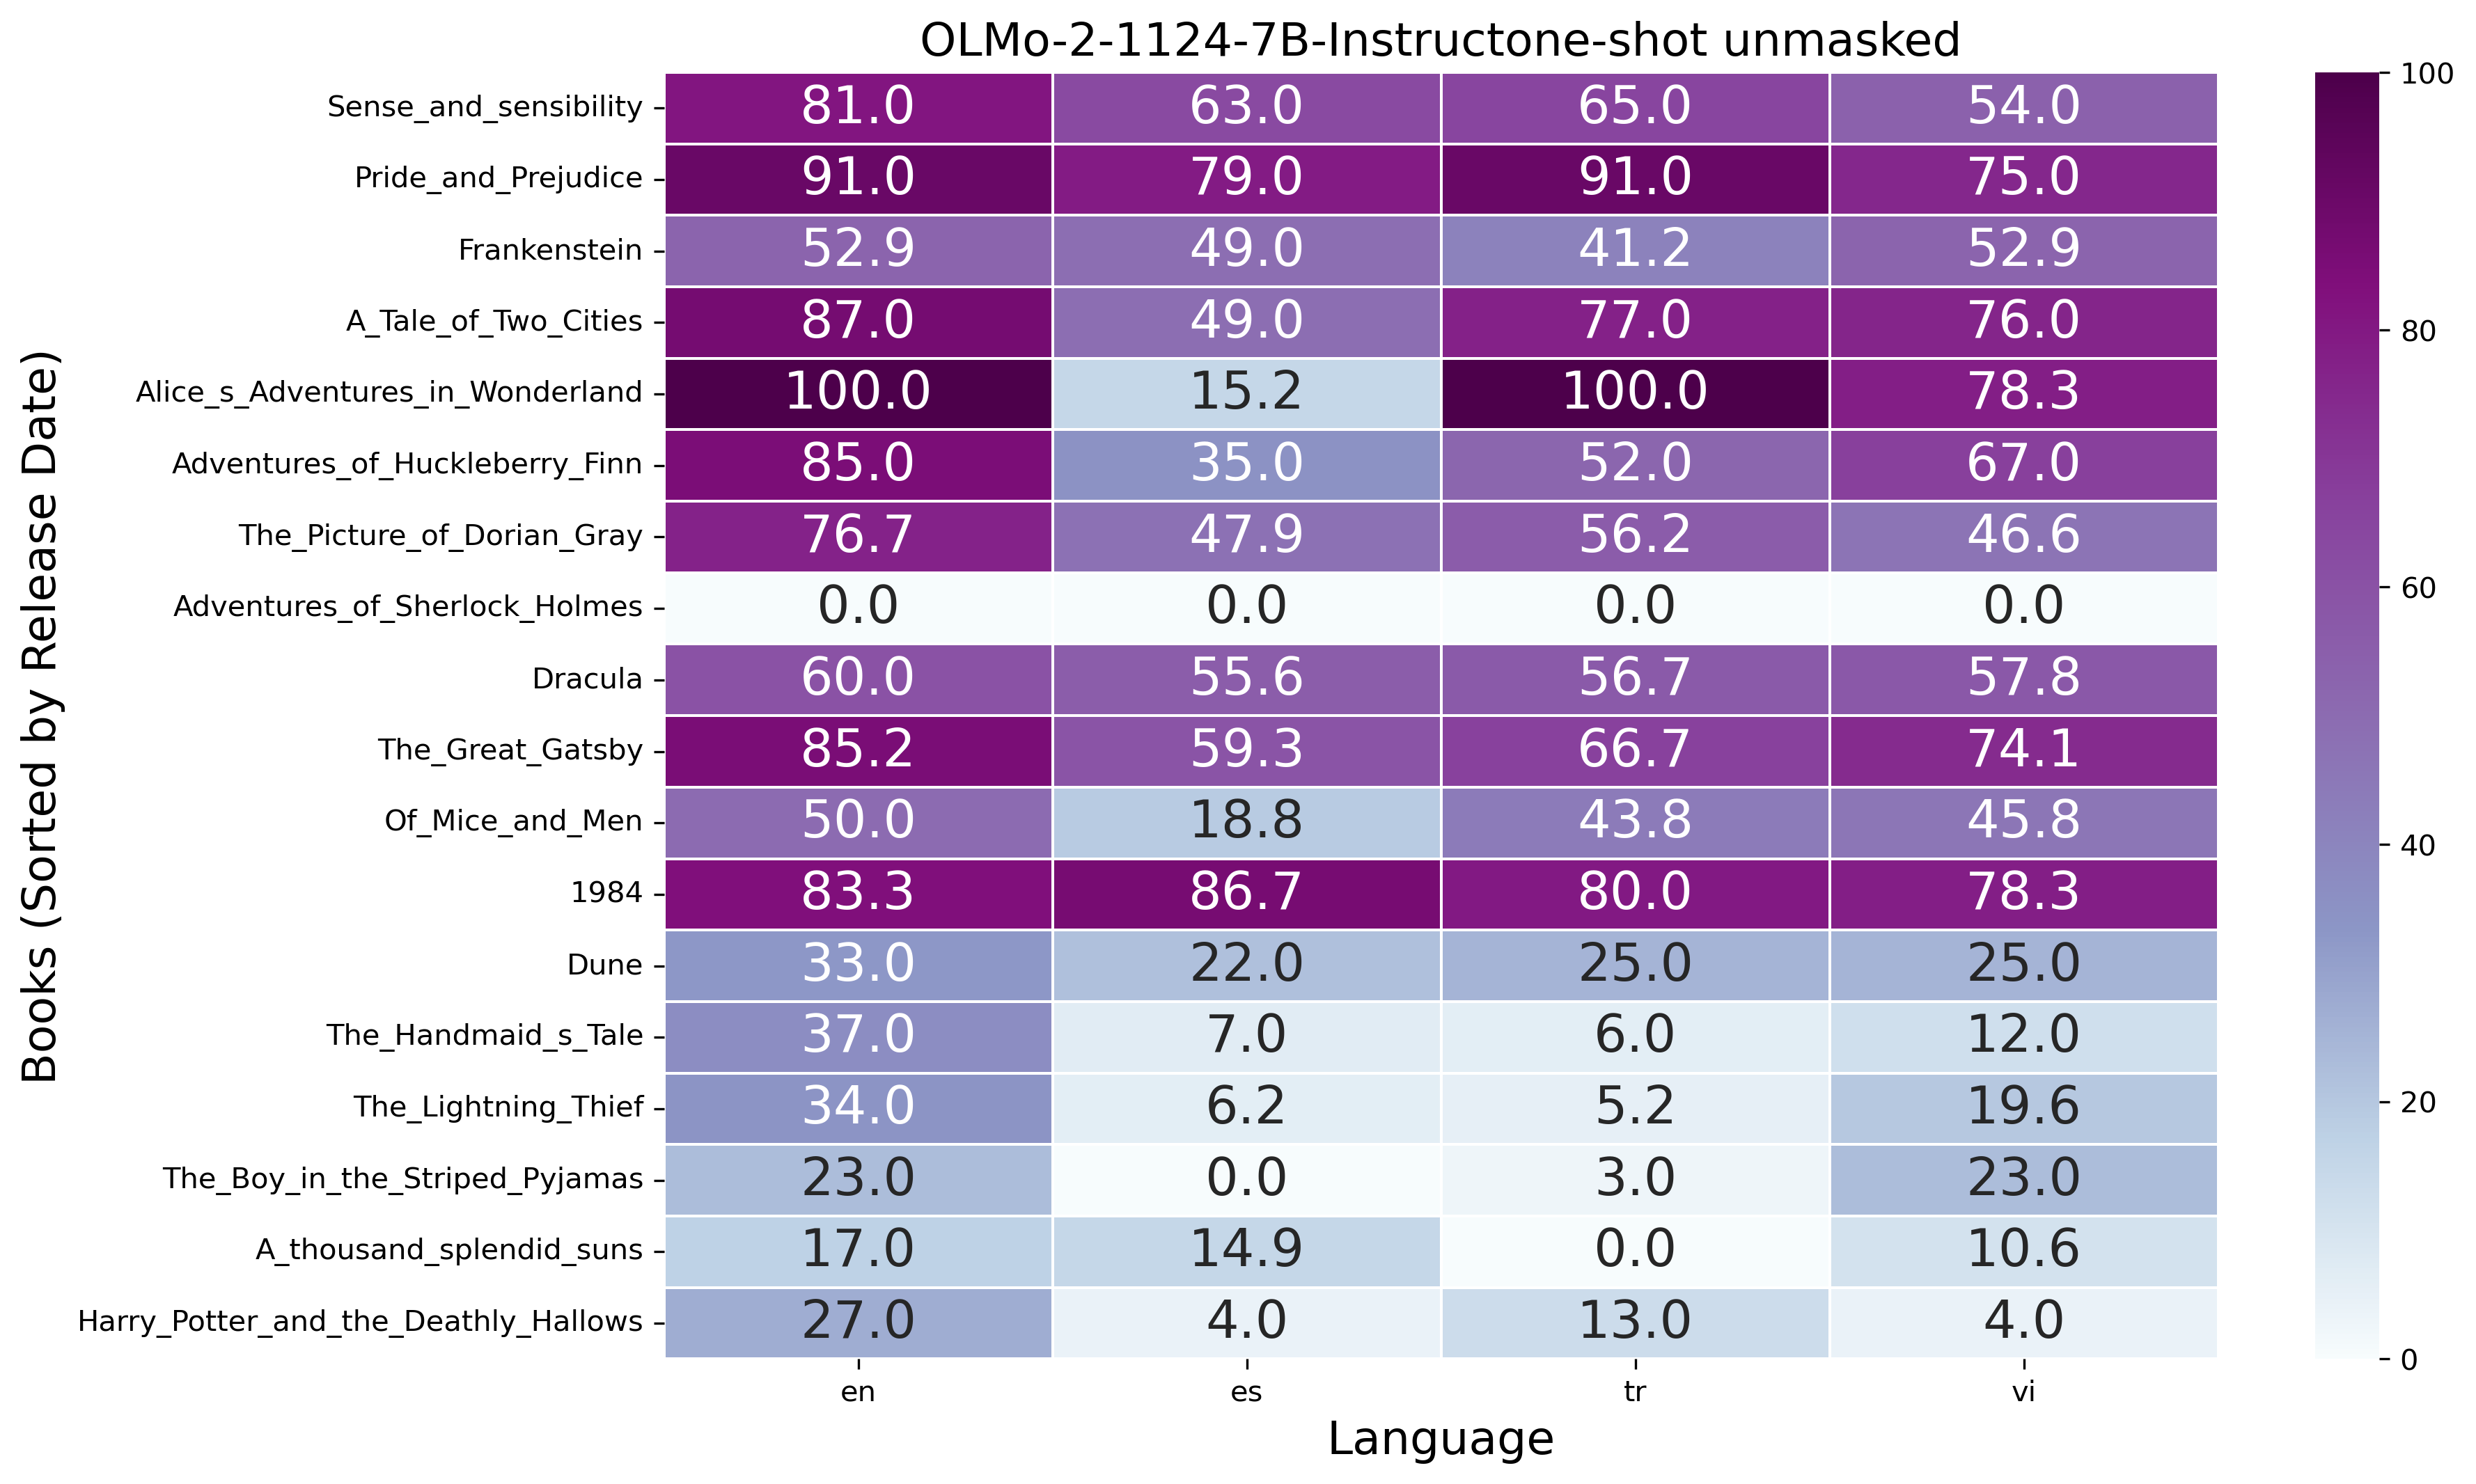 OLMo-2-1124-7B-Instructone-shot unmasked
Books (Sorted by Release Date)
Sense_and_sensibility 81.0 63.0 65.0 54.0
Pride_and_Prejudice 91.0 79.0 91.0 75.0
Frankenstein 52.9 49.0 41.2 52.9
A_Tale_of_Two_Cities 87.0 49.0 77.0 76.0
Alice_s_Adventures_in_Wonderland 100.0 15.2 100.0 78.3
Adventures_of_Huckleberry_Finn 85.0 35.0 52.0 67.0
The_Picture_of_Dorian_Gray 76.7 47.9 56.2 46.6
Adventures_of_Sherlock_Holmes 0.0 0.0 0.0 0.0
Dracula 60.0 55.6 56.7 57.8
The_Great_Gatsby 85.2 59.3 66.7 74.1
Of_Mice_and_Men 50.0 18.8 43.8 45.8
1984 83.3 86.7 80.0 78.3
Dune 33.0 22.0 25.0 25.0
The_Handmaid_s_Tale 37.0 7.0 6.0 12.0
The_Lightning_Thief 34.0 6.2 5.2 19.6
The_Boy_in_the_Striped_Pyjamas 23.0 0.0 3.0 23.0
A_thousand_splendid_suns 17.0 14.9 0.0 10.6
Harry_Potter_and_the_Deathly_Hallows 27.0 4.0 13.0 4.0
en es tr vi
Language
100
80
60
40
20
0